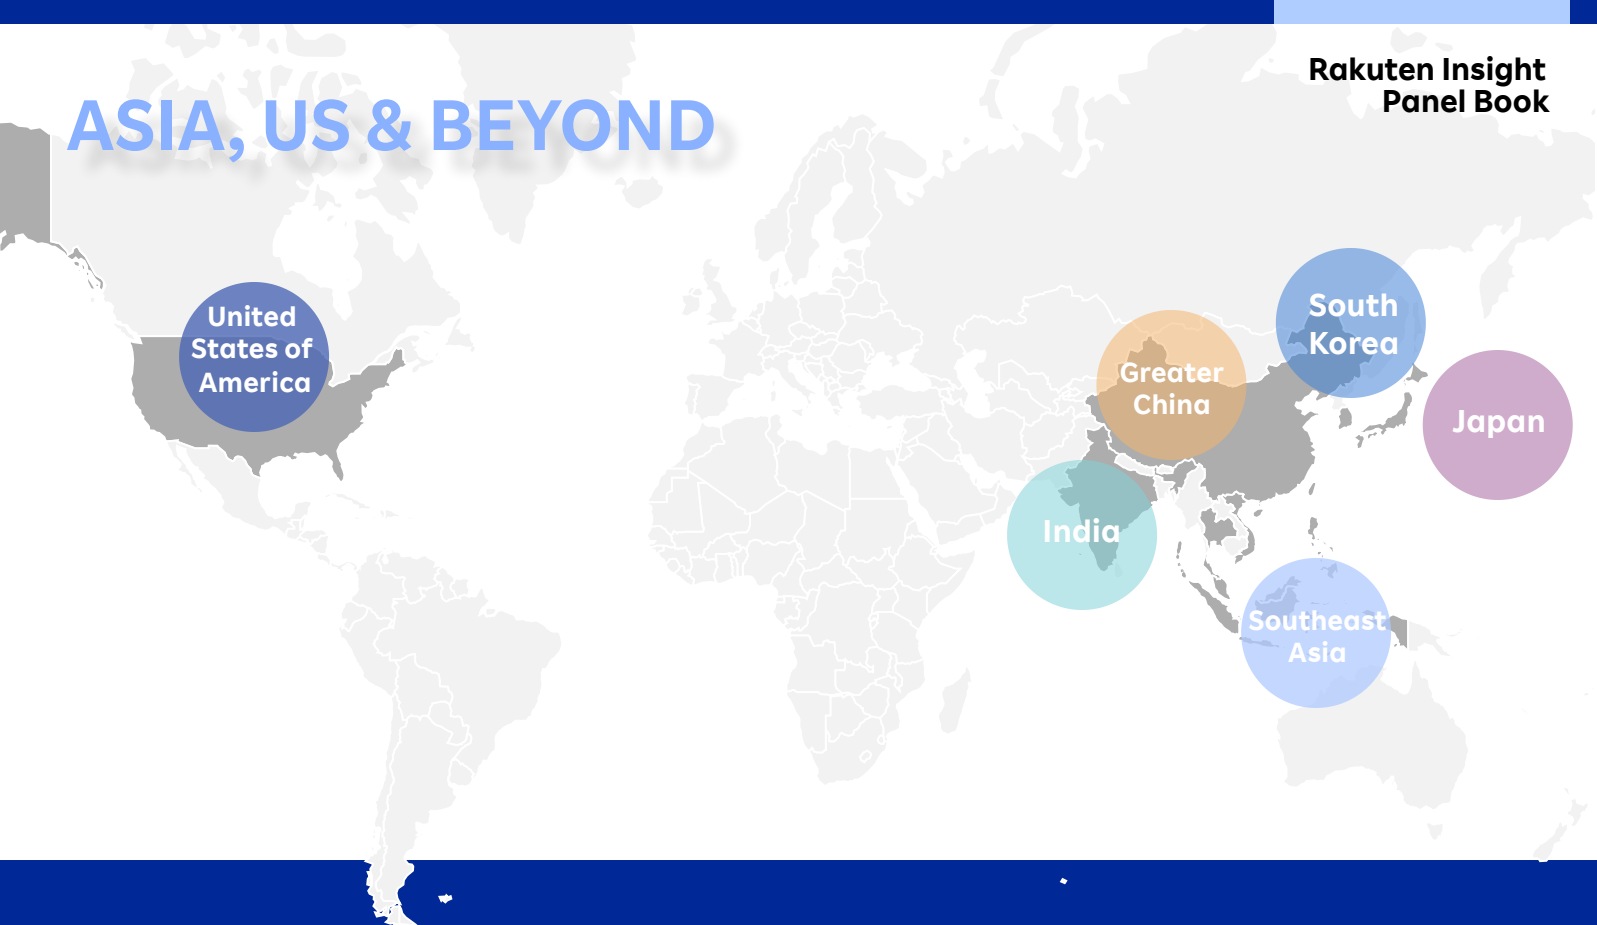 Rakuten Insight
Panel Book
ASIA, US & BEYOND
United
States of
America
South
Korea
Greater
China
Japan
India
Southeast
Asia